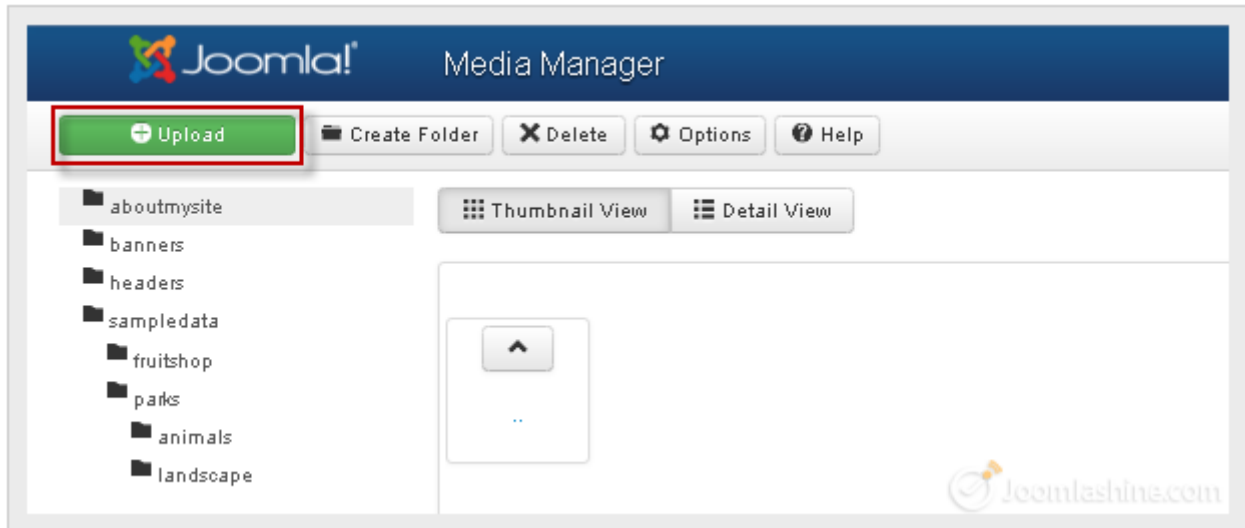 Joomla!
Media Manager
Upload
Create Folder
Delete
Options
Help
aboutmysite
banners
headers
sampledata
fruitshop
parks
animals
landscape
Thumbnail View
Detail View
..
Joomlashine.com